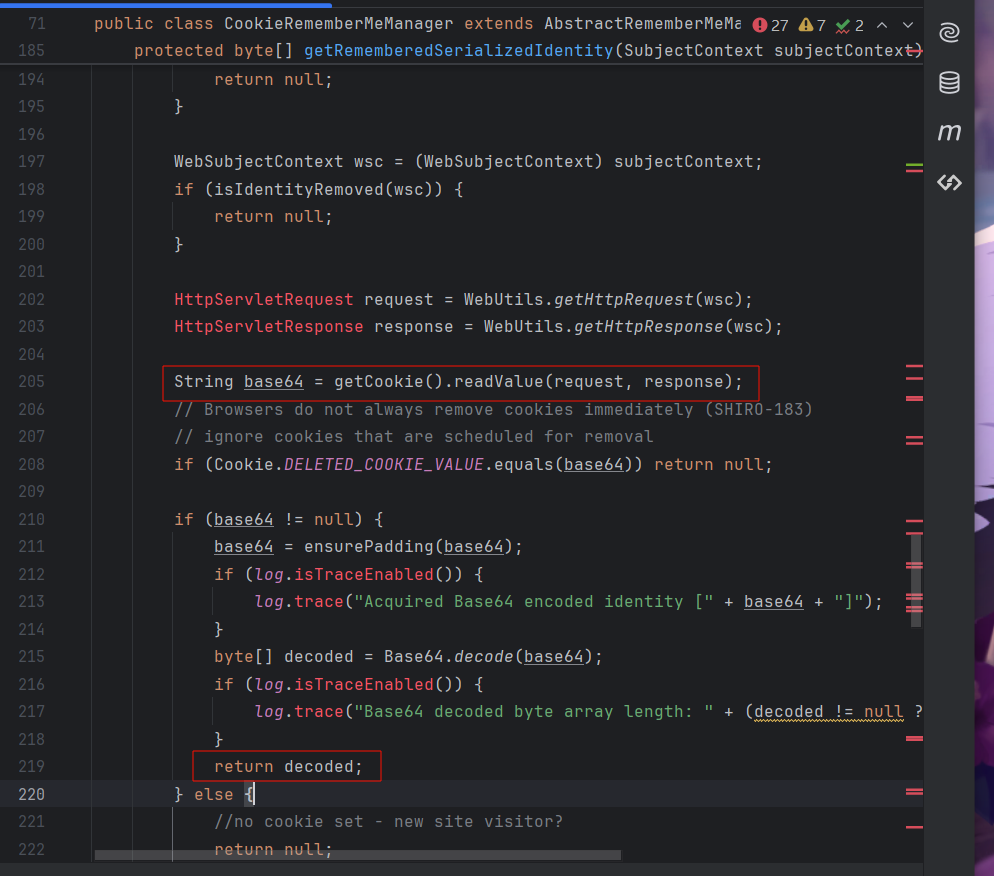 71 public class CookieRememberMeManager extends AbstractRememberMeMa 27 7 2
185 protected byte[] getRememberedSerializedIdentity(SubjectContext subjectContext)
194 return null;
195 }
196
197 WebSubjectContext wsc = (WebSubjectContext) subjectContext;
198 if (isIdentityRemoved(wsc)) {
199 return null;
200 }
201
202 HttpServletRequest request = WebUtils.getHttpRequest(wsc);
203 HttpServletResponse response = WebUtils.getHttpResponse(wsc);
204
205 String base64 = getCookie().readValue(request, response);
206 // Browsers do not always remove cookies immediately (SHIRO-183)
207 // ignore cookies that are scheduled for removal
208 if (Cookie.DELETED_COOKIE_VALUE.equals(base64)) return null;
209
210 if (base64 != null) {
211 base64 = ensurePadding(base64);
212 if (log.isTraceEnabled()) {
213 log.trace("Acquired Base64 encoded identity [" + base64 + "]");
214 }
215 byte[] decoded = Base64.decode(base64);
216 if (log.isTraceEnabled()) {
217 log.trace("Base64 decoded byte array length: " + (decoded != null ?
218 }
219 return decoded;
220 } else {
221 //no cookie set - new site visitor?
222 return null;
m